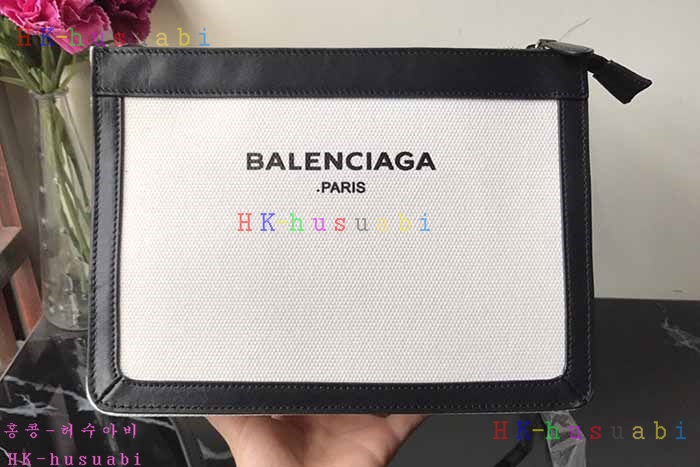 HK-husuabi
BALENCIAGA
.PARIS
HK-husuabi
홍콩-허수아비
HK-husuabi
HK-husuabi